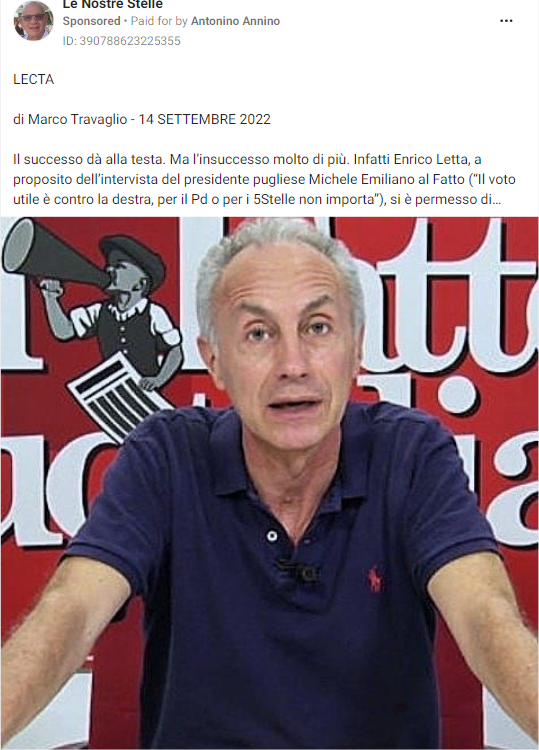 Le Nostre Stelle
Sponsored • Paid for by Antonino Annino
ID: 390788623225355
LECTA
di Marco Travaglio - 14 SETTEMBRE 2022
Il successo dà alla testa. Ma l'insuccesso molto di più. Infatti Enrico Letta, a
proposito dell'intervista del presidente pugliese Michele Emiliano al Fatto ("Il voto
utile è contro la destra, per il Pd o per i 5Stelle non importa"), si è permesso di...